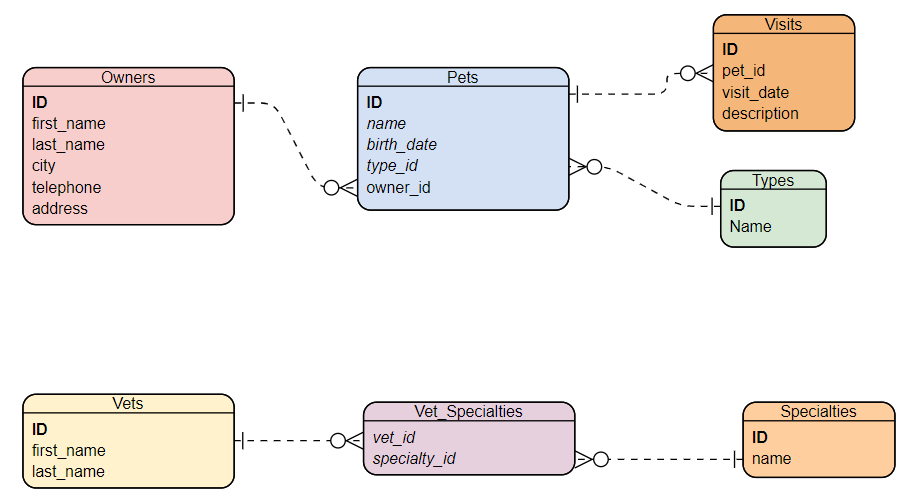 Owners
ID
first_name
last_name
city
telephone
address
Pets
ID
name
birth_date
type_id
owner_id
Visits
ID
pet_id
visit_date
description
Types
ID
Name
Vets
ID
first_name
last_name
Vet_Specialties
vet_id
specialty_id
Specialties
ID
name